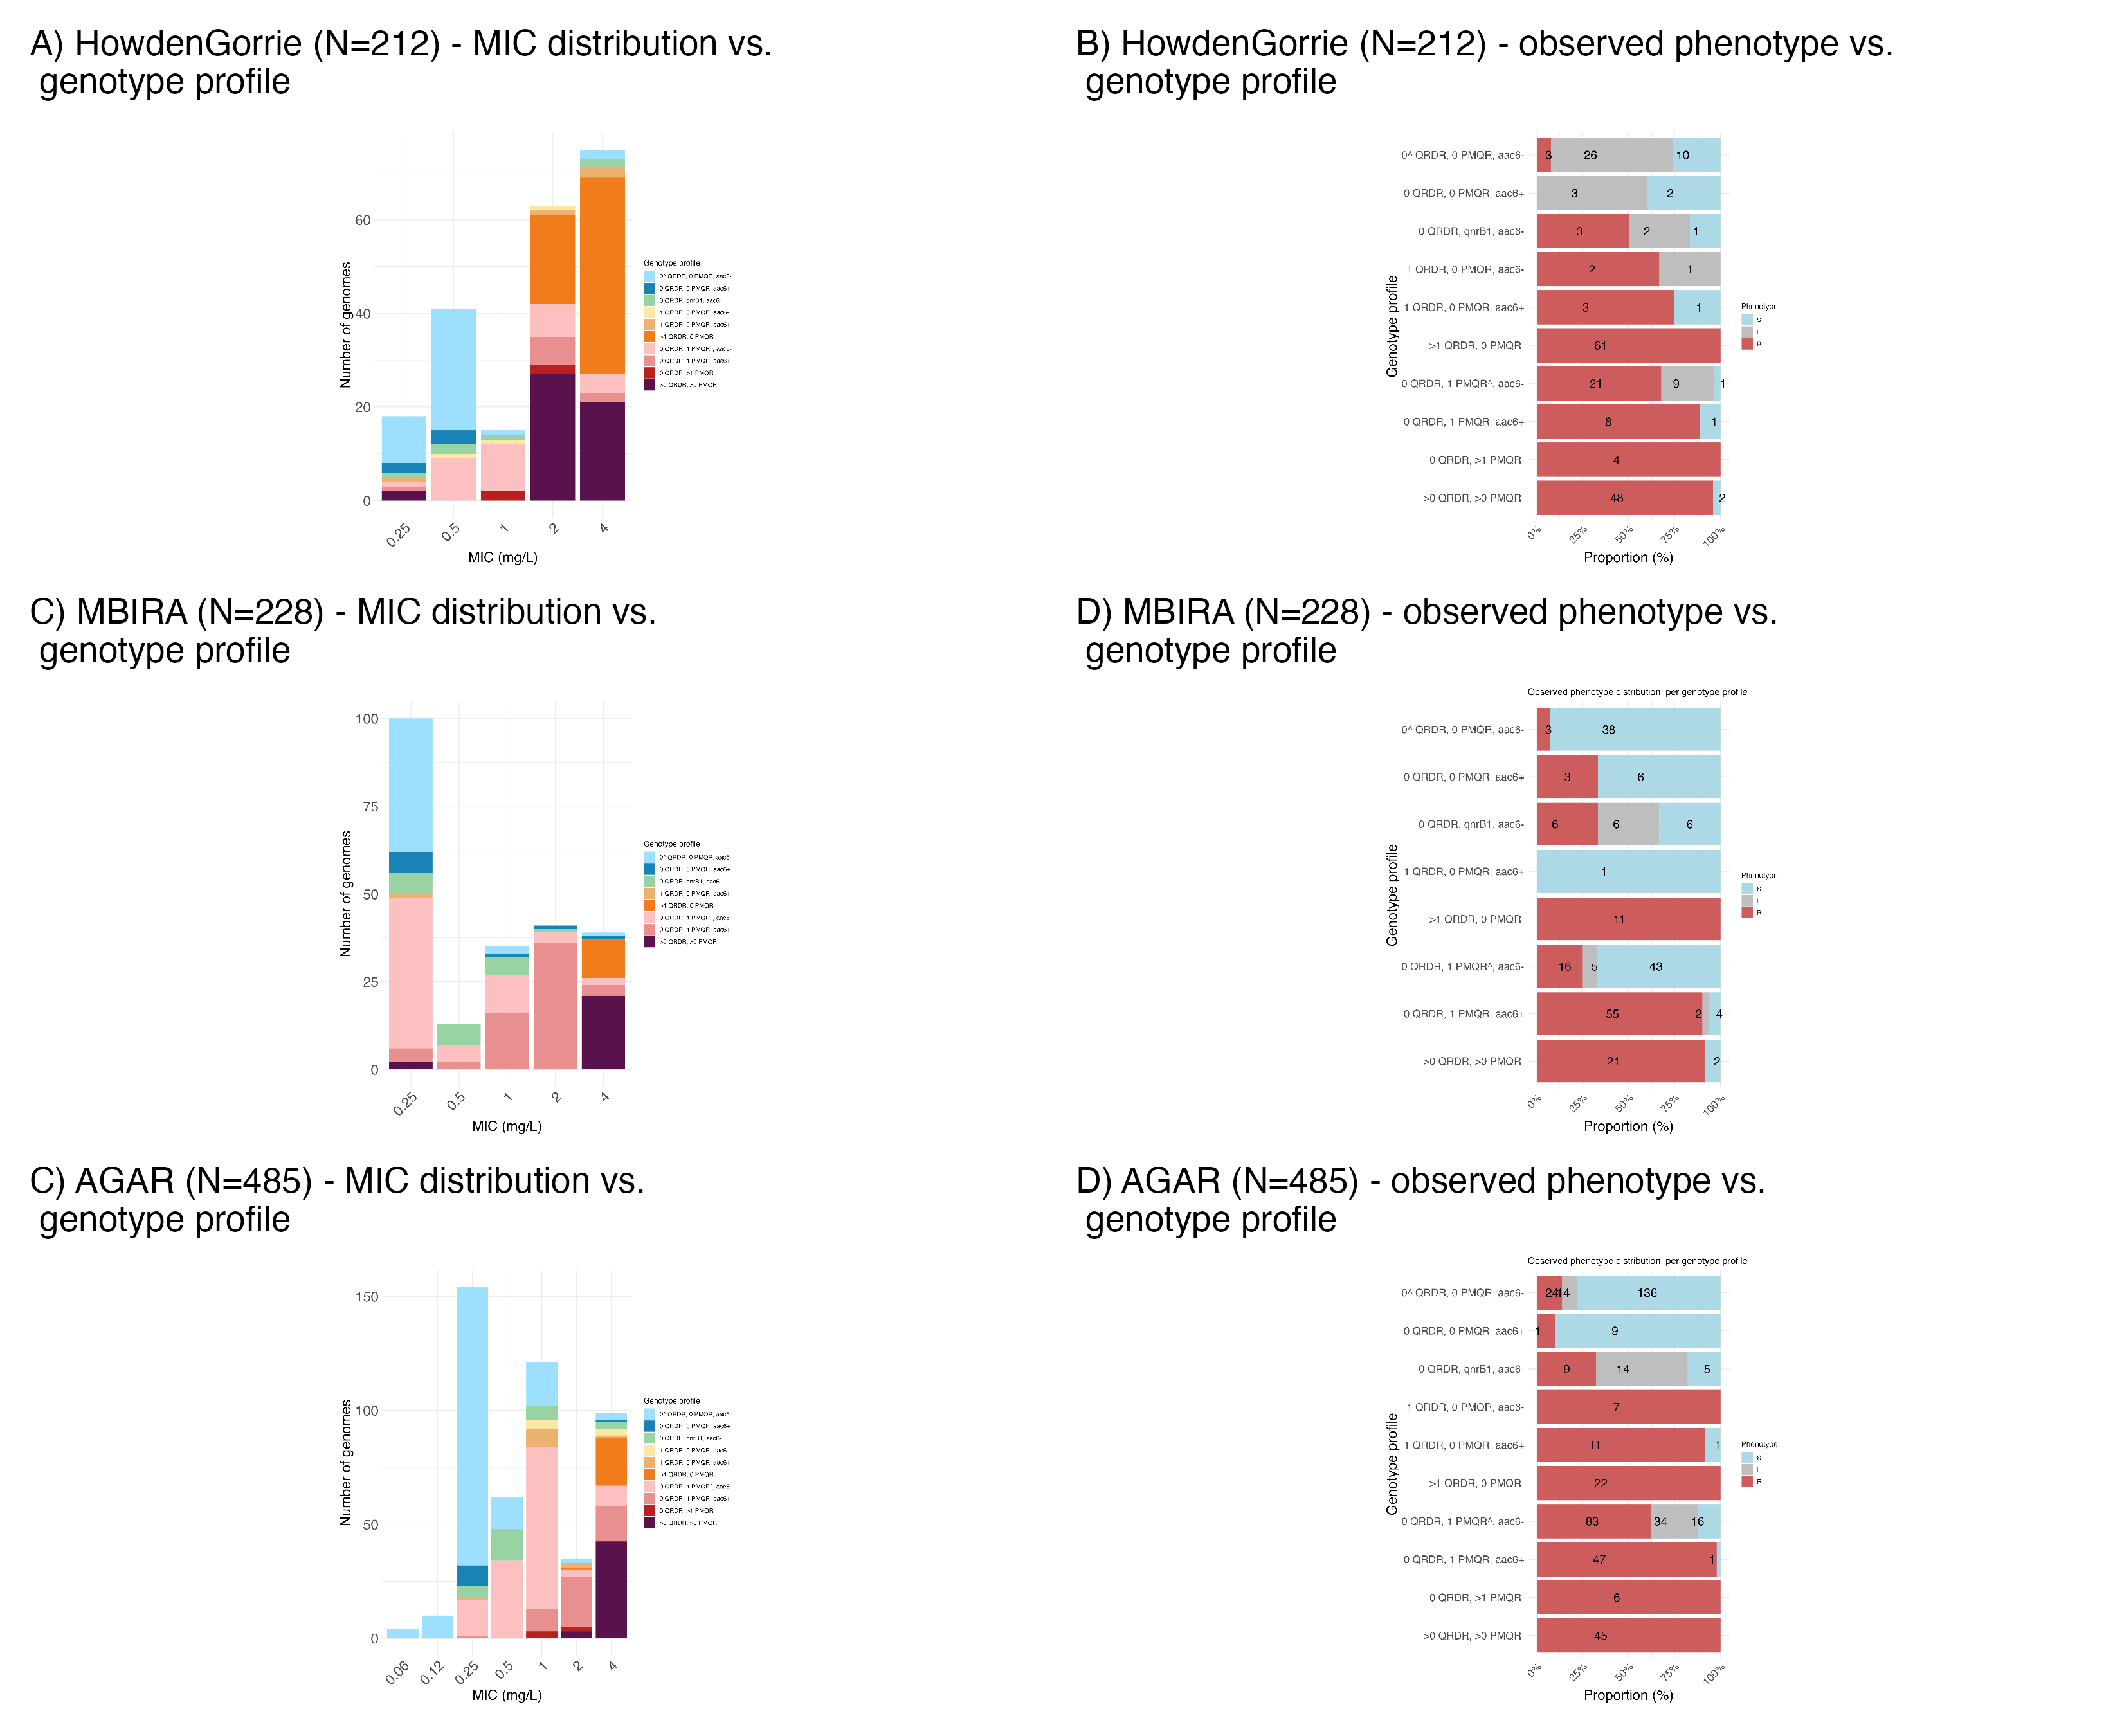 A) HowdenGorrie (N=212) - MIC distribution vs.
genotype profile
Number of genomes
60
40
20
0
0.25
0.5
1
2
4
MIC (mg/L)
Genotype profile
0^ QRDR, 0 PMQR, aac6-
0 QRDR, 0 PMQR, aac6+
0 QRDR, qnrB1, aac6
1 QRDR, 0 PMQR, aac6-
1 QRDR, 0 PMQR, aac6+
>1 QRDR, 0 PMQR
0 QRDR, 1 PMQR^, aac6-
0 QRDR, 1 PMQR, aac6+
0 QRDR, >1 PMQR
>0 QRDR, >0 PMQR
B) HowdenGorrie (N=212) - observed phenotype vs.
genotype profile
Genotype profile
0^ QRDR, 0 PMQR, aac6- 3 26 10
0 QRDR, 0 PMQR, aac6+ 3 2
0 QRDR, qnrB1, aac6- 3 2 1
1 QRDR, 0 PMQR, aac6- 2 1
1 QRDR, 0 PMQR, aac6+ 3 1
>1 QRDR, 0 PMQR 61
0 QRDR, 1 PMQR^, aac6- 21 9 1
0 QRDR, 1 PMQR, aac6+ 8 1
0 QRDR, >1 PMQR 4
>0 QRDR, >0 PMQR 48 2
0% 25% 50% 75% 100%
Proportion (%)
Phenotype
S
I
R
C) MBIRA (N=228) - MIC distribution vs.
genotype profile
Number of genomes
100
75
50
25
0
0.25
0.5
1
2
4
MIC (mg/L)
Genotype profile
0^ QRDR, 0 PMQR, aac6-
0 QRDR, 0 PMQR, aac6+
0 QRDR, qnrB1, aac6-
1 QRDR, 0 PMQR, aac6+
>1 QRDR, 0 PMQR
0 QRDR, 1 PMQR^, aac6-
0 QRDR, 1 PMQR, aac6+
>0 QRDR, >0 PMQR
D) MBIRA (N=228) - observed phenotype vs.
genotype profile
Observed phenotype distribution, per genotype profile
Genotype profile
0^ QRDR, 0 PMQR, aac6- 3 38
0 QRDR, 0 PMQR, aac6+ 3 6
0 QRDR, qnrB1, aac6- 6 6 6
1 QRDR, 0 PMQR, aac6+ 1
>1 QRDR, 0 PMQR 11
0 QRDR, 1 PMQR^, aac6- 16 5 43
0 QRDR, 1 PMQR, aac6+ 55 2 4
>0 QRDR, >0 PMQR 21 2
0% 25% 50% 75% 100%
Proportion (%)
Phenotype
S
I
R
C) AGAR (N=485) - MIC distribution vs.
genotype profile
Number of genomes
150
100
50
0
0.06
0.12
0.25
0.5
1
2
4
MIC (mg/L)
Genotype profile
0^ QRDR, 0 PMQR, aac6-
0 QRDR, 0 PMQR, aac6+
0 QRDR, qnrB1, aac6-
1 QRDR, 0 PMQR, aac6-
1 QRDR, 0 PMQR, aac6+
>1 QRDR, 0 PMQR
0 QRDR, 1 PMQR^, aac6-
0 QRDR, 1 PMQR, aac6+
0 QRDR, >1 PMQR
>0 QRDR, >0 PMQR
D) AGAR (N=485) - observed phenotype vs.
genotype profile
Observed phenotype distribution, per genotype profile
Genotype profile
0^ QRDR, 0 PMQR, aac6- 24 14 136
0 QRDR, 0 PMQR, aac6+ 1 9
0 QRDR, qnrB1, aac6- 9 14 5
1 QRDR, 0 PMQR, aac6- 7
1 QRDR, 0 PMQR, aac6+ 11 1
>1 QRDR, 0 PMQR 22
0 QRDR, 1 PMQR^, aac6- 83 34 16
0 QRDR, 1 PMQR, aac6+ 47 1
0 QRDR, >1 PMQR 6
>0 QRDR, >0 PMQR 45
0% 25% 50% 75% 100%
Proportion (%)
Phenotype
S
I
R